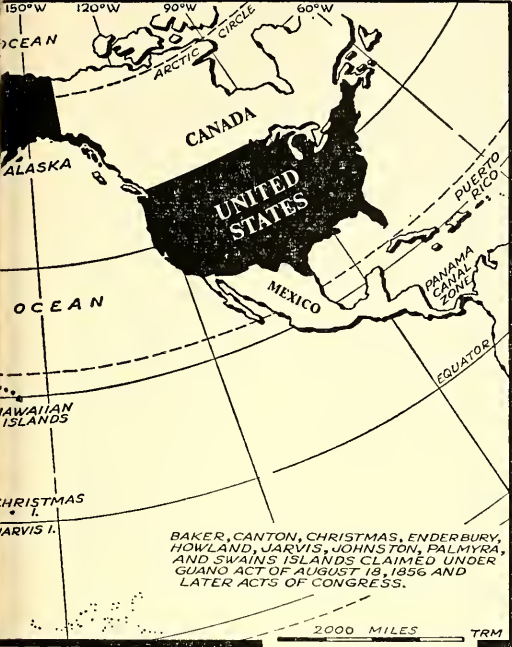 150°W 120°W 90°W 60°W
OCEAN
ARCTIC CIRCLE
CANADA
ALASKA
UNITED
STATES
PUERTO
RICO
PANAMA
CANAL
ZONE
MEXICO
OCEAN
EQUATOR
HAWAIIAN
ISLANDS
CHRISTMAS
I.
JARVIS I.
BAKER, CANTON, CHRISTMAS, ENDERBURY,
HOWLAND, JARVIS, JOHNSTON, PALMYRA,
AND SWAINS ISLANDS CLAIMED UNDER
GUANO ACT OF AUGUST 18, 1856 AND
LATER ACTS OF CONGRESS.
2000 MILES
TRM